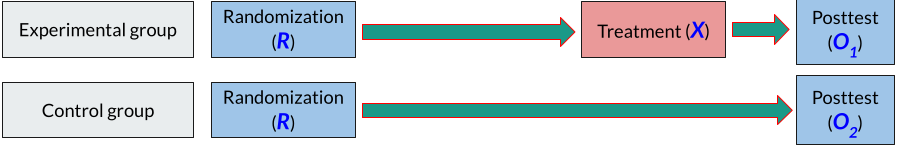 Experimental group
Randomization
(R)
Treatment (X)
Posttest
(O1)
Control group
Randomization
(R)
Posttest
(O2)